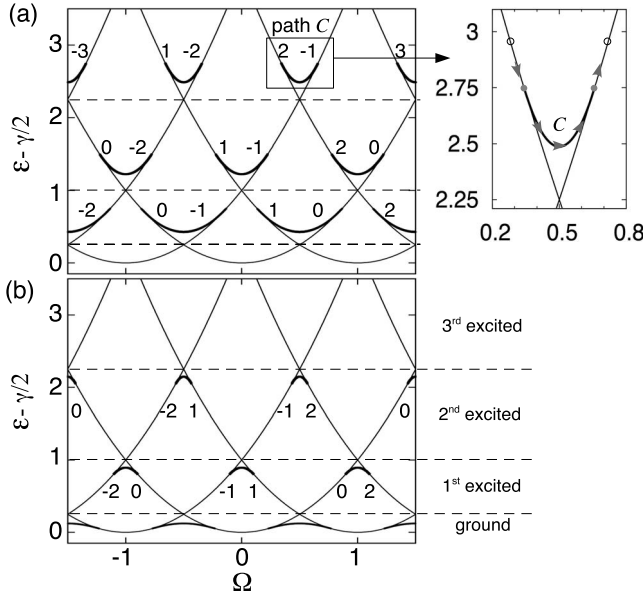 (a)
path C
3
2
1
0
ε- γ/2
-3
1 -2
2 -1
3
0 -2
1 -1
2 0
-2
0 -1
1 0
2
3
2.75
2.5
2.25
0.2 0.5 0.8
C
(b)
3
2
1
0
ε- γ/2
0
-2 1
-1 2
0
-2 0
-1 1
0 2
3rd excited
2nd excited
1st excited
ground
-1 0 1
Ω